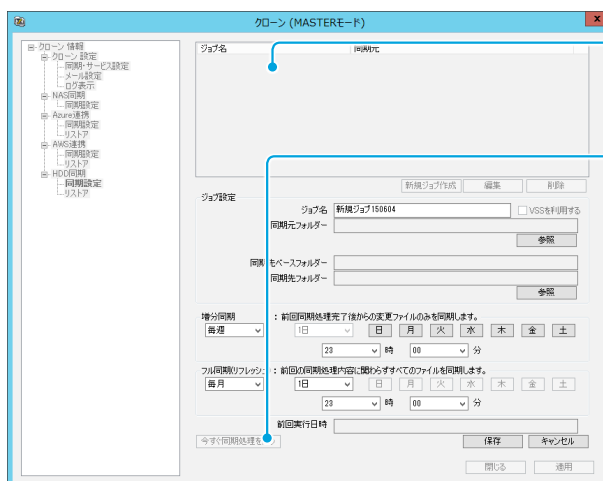 クローン (MASTERモード)
x
クローン 情報
クローン 設定
同期・サービス設定
メール設定
ログ表示
NAS同期
同期設定
Azure連携
同期設定
リストア
AWS連携
同期設定
リストア
HDD同期
同期設定
リストア
ジョブ名 同期元
新規ジョブ作成 編集 削除
ジョブ設定
ジョブ名 新規ジョブ150604 VSSを利用する
同期元フォルダー
参照
同期先ベースフォルダー
同期先フォルダー
参照
増分同期 : 前回同期処理完了後からの変更ファイルのみを同期します。
毎週 1日 日 月 火 水 木 金 土
23 時 00 分
フル同期(リフレッシュ) : 前回の同期処理内容に関わらずすべてのファイルを同期します。
毎月 1日 日 月 火 水 木 金 土
23 時 00 分
前回実行日時
今すぐ同期処理を
保存 キャンセル
閉じる 適用